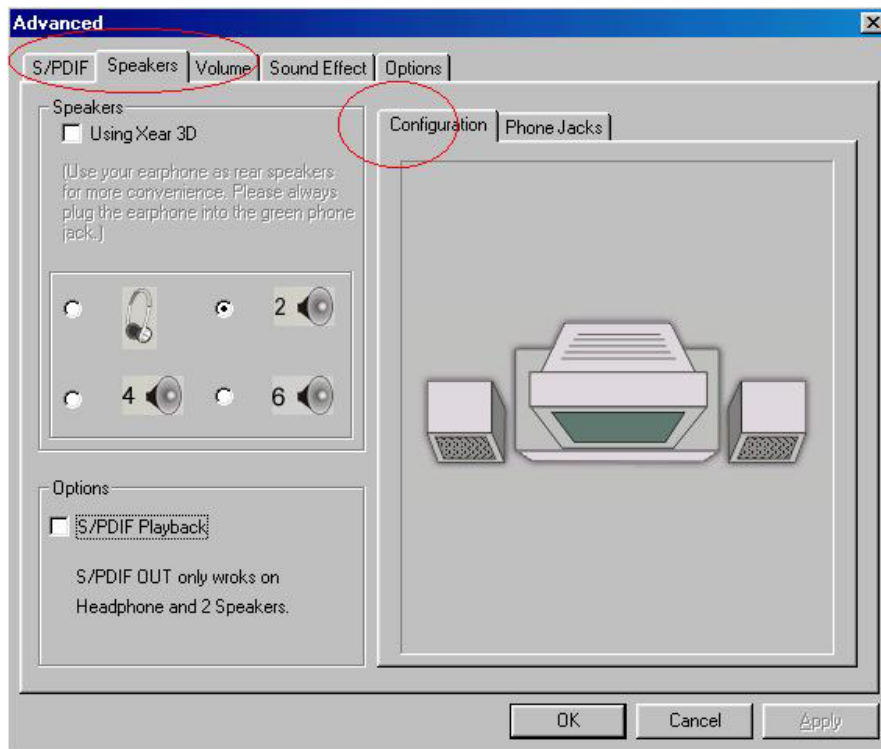 Advanced
S/PDIF Speakers Volume Sound Effect Options
Speakers
Using Xear 3D
(Use your earphone as rear speakers
for more convenience. Please always
plug the earphone into the green phone
jack.)
2
4 6
Options
S/PDIF Playback
S/PDIF OUT only wroks on
Headphone and 2 Speakers.
Configuration Phone Jacks
OK Cancel Apply